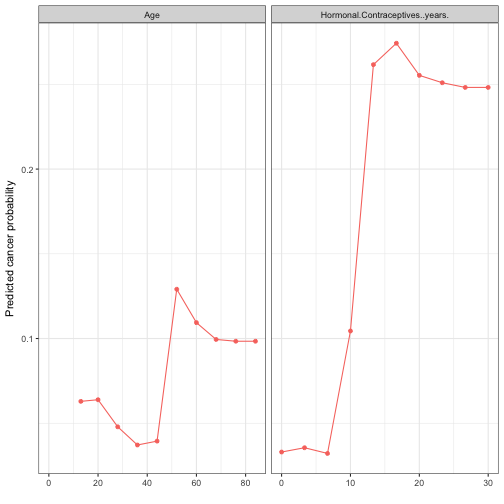 Age
Hormonal.Contraceptives..years.
Predicted cancer probability
0.2
0.1
0 20 40 60 80
0 10 20 30